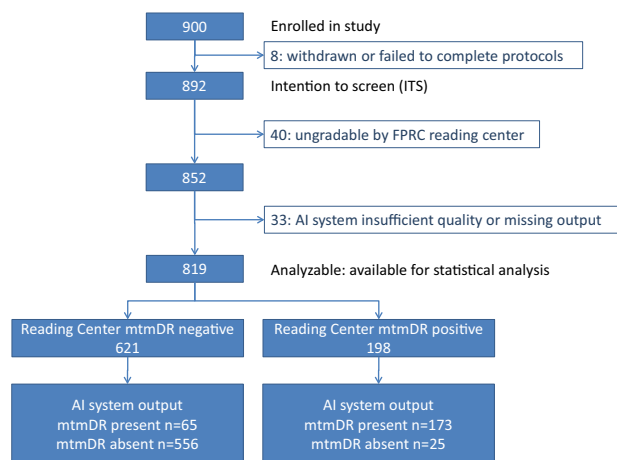 900
Enrolled in study
8: withdrawn or failed to complete protocols
892
Intention to screen (ITS)
40: ungradable by FPRC reading center
852
33: AI system insufficient quality or missing output
819
Analyzable: available for statistical analysis
Reading Center mtmDR negative
621
Reading Center mtmDR positive
198
AI system output
mtmDR present n=65
mtmDR absent n=556
AI system output
mtmDR present n=173
mtmDR absent n=25